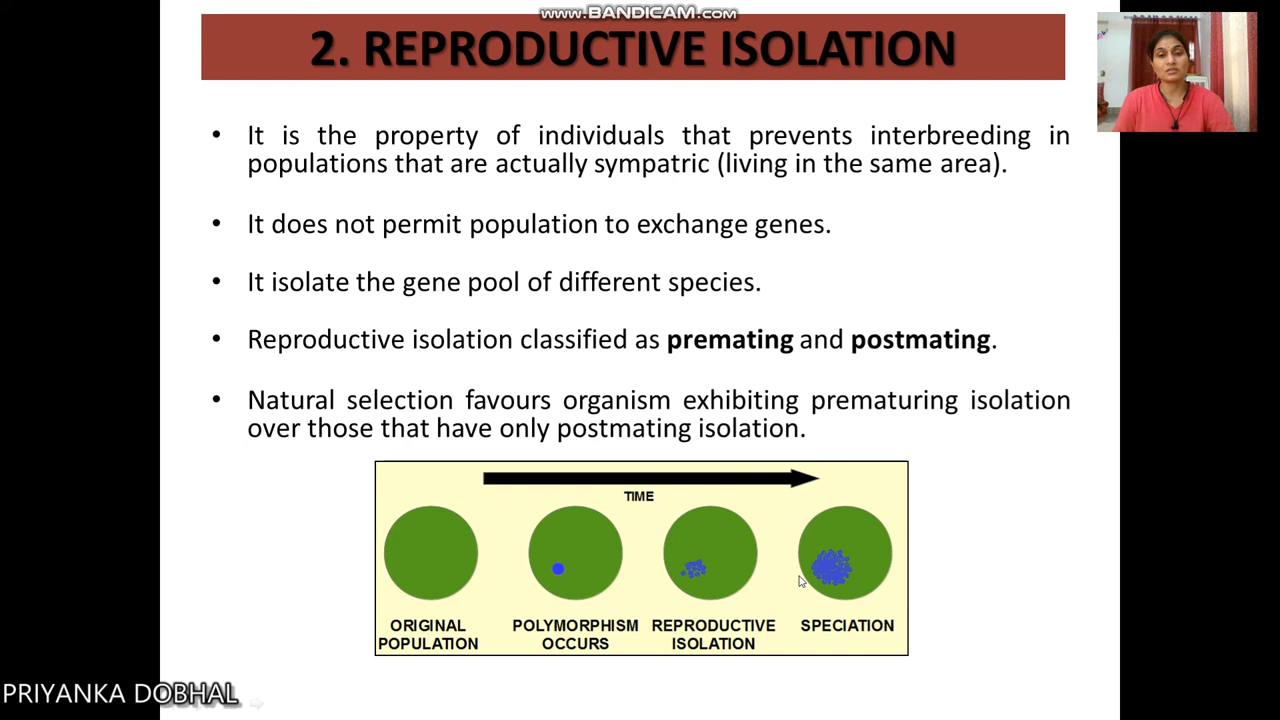 www.BANDICAM.com
2. REPRODUCTIVE ISOLATION
• It is the property of individuals that prevents interbreeding in
populations that are actually sympatric (living in the same area).
• It does not permit population to exchange genes.
• It isolate the gene pool of different species.
• Reproductive isolation classified as premating and postmating.
• Natural selection favours organism exhibiting prematuring isolation
over those that have only postmating isolation.
TIME
ORIGINAL
POPULATION
POLYMORPHISM
OCCURS
REPRODUCTIVE
ISOLATION
SPECIATION
PRIYANKA DOBHAL